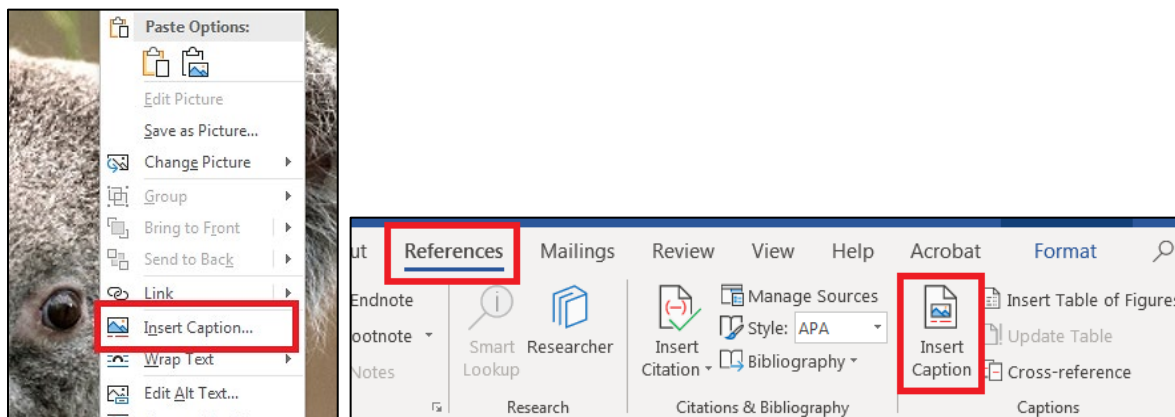 Paste Options:
Edit Picture
Save as Picture...
Change Picture
Group
Bring to Front
Send to Back
Link
Insert Caption...
Wrap Text
Edit Alt Text...
ut References Mailings Review View Help Acrobat Format
Endnote
ootnote
Notes
Smart
Lookup
Researcher
Research
Insert
Citation
Manage Sources
Style: APA
Bibliography
Citations & Bibliography
Insert
Caption
Insert Table of Figures
Update Table
Cross-reference
Captions